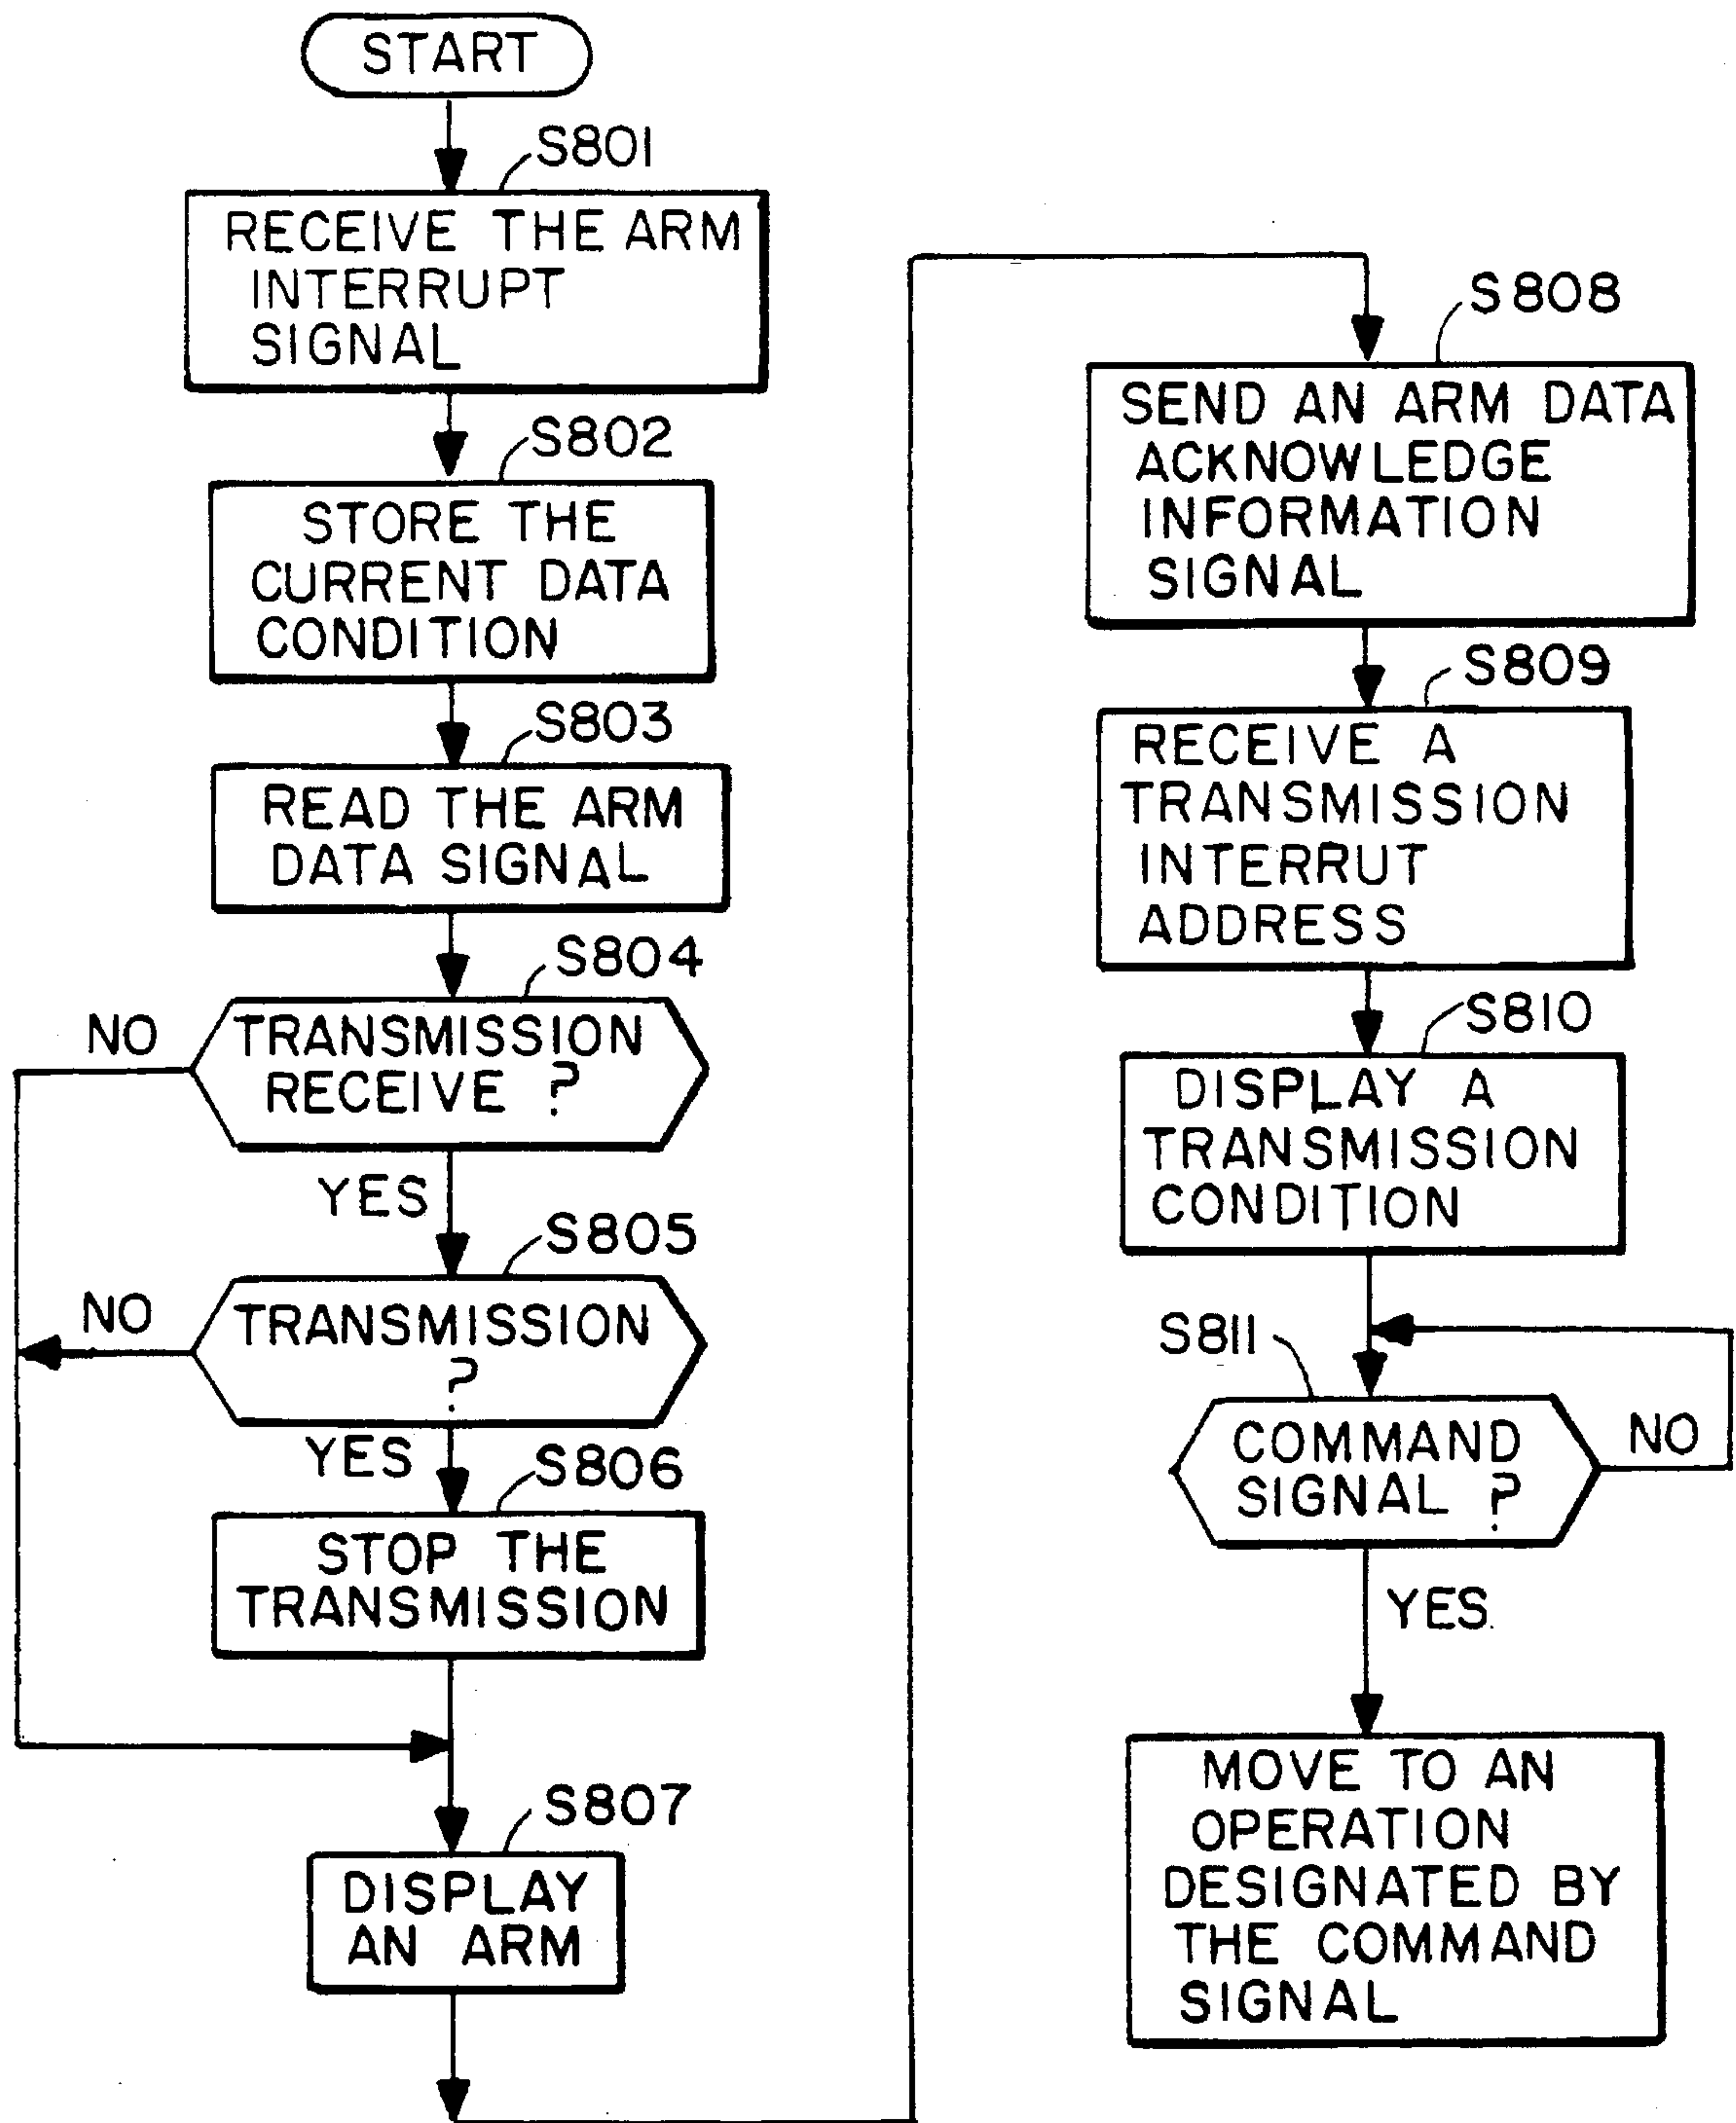 START
S801
RECEIVE THE ARM
INTERRUPT
SIGNAL
S802
STORE THE
CURRENT DATA
CONDITION
S803
READ THE ARM
DATA SIGNAL
S804
NO
TRANSMISSION
RECEIVE ?
YES
S805
NO
TRANSMISSION
?
YES
S806
STOP THE
TRANSMISSION
S807
DISPLAY
AN ARM
S808
SEND AN ARM DATA
ACKNOWLEDGE
INFORMATION
SIGNAL
S809
RECEIVE A
TRANSMISSION
INTERRUT
ADDRESS
S810
DISPLAY A
TRANSMISSION
CONDITION
S811
COMMAND
SIGNAL ?
NO
YES
MOVE TO AN
OPERATION
DESIGNATED BY
THE COMMAND
SIGNAL